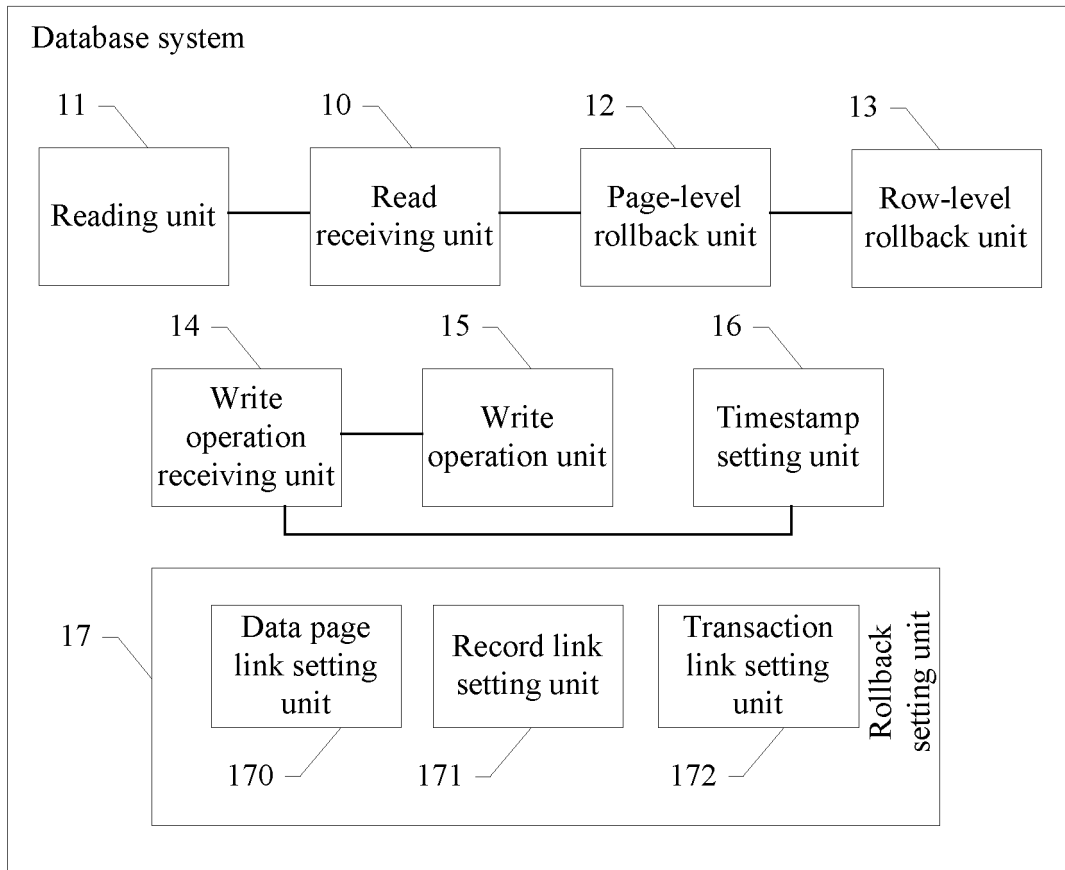 Database system
11
10
12
13
Reading unit
Read
receiving unit
Page-level
rollback unit
Row-level
rollback unit
14
15
16
Write
operation
receiving unit
Write
operation unit
Timestamp
setting unit
17
Data page
link setting
unit
Record link
setting unit
Transaction
link setting
unit
Rollback
setting unit
170
171
172